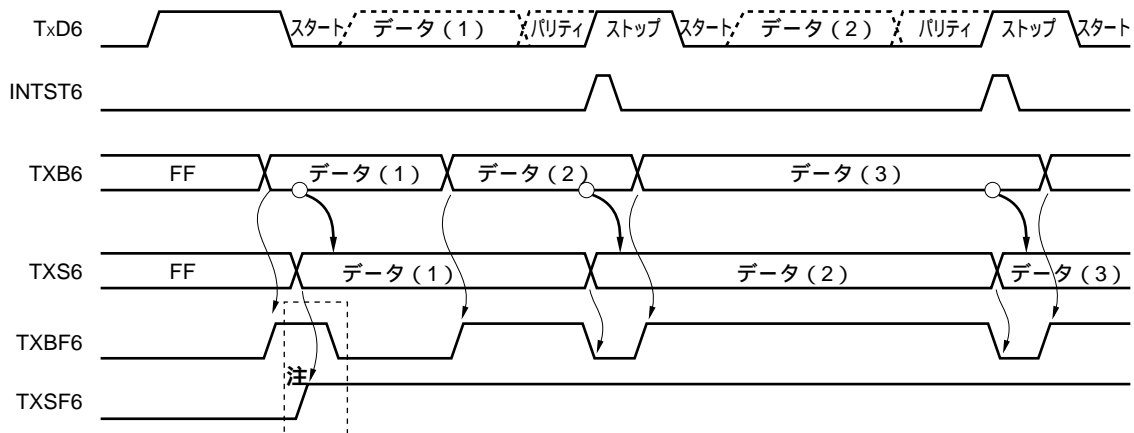 TxD6 スタート データ(1) パリティ ストップ スタート データ(2) パリティ ストップ スタート
INTST6
TXB6 FF データ(1) データ(2) データ(3)
TXS6 FF データ(1) データ(2) データ(3)
TXBF6
注
TXSF6